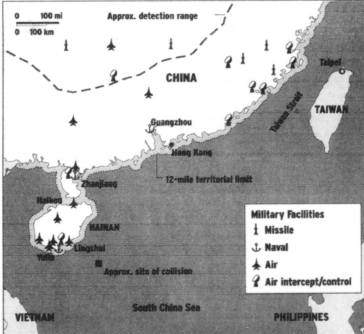 0 100 mi
0 100 km
Approx. detection range
CHINA
Taipei
Guangzhou
TAIWAN
Taiwan Strait
Hong Kong
Zhanjiang
12-mile territorial limit
Haikou
HAINAN
Lingshui
Yulin
Approx. site of collision
Military Facilities
Missile
Naval
Air
Air intercept/control
South China Sea
VIETNAM
PHILIPPINES